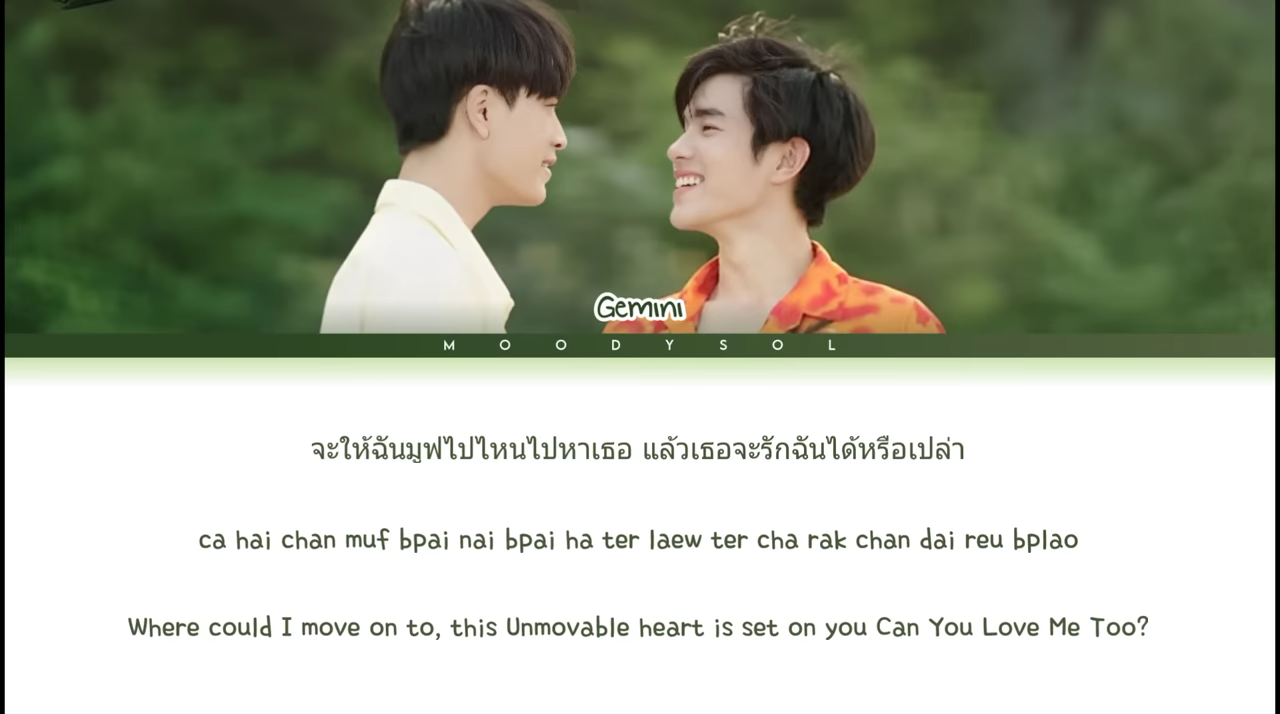 Gemini
MOODYSOL
จะให้ฉันมูฟไปไหนไปหาเธอ แล้วเธอจะรักฉันได้หรือเปล่า
ca hai chan muf bpai nai bpai ha ter laew ter cha rak chan dai reu bplao
Where could I move on to, this Unmovable heart is set on you Can You Love Me Too?